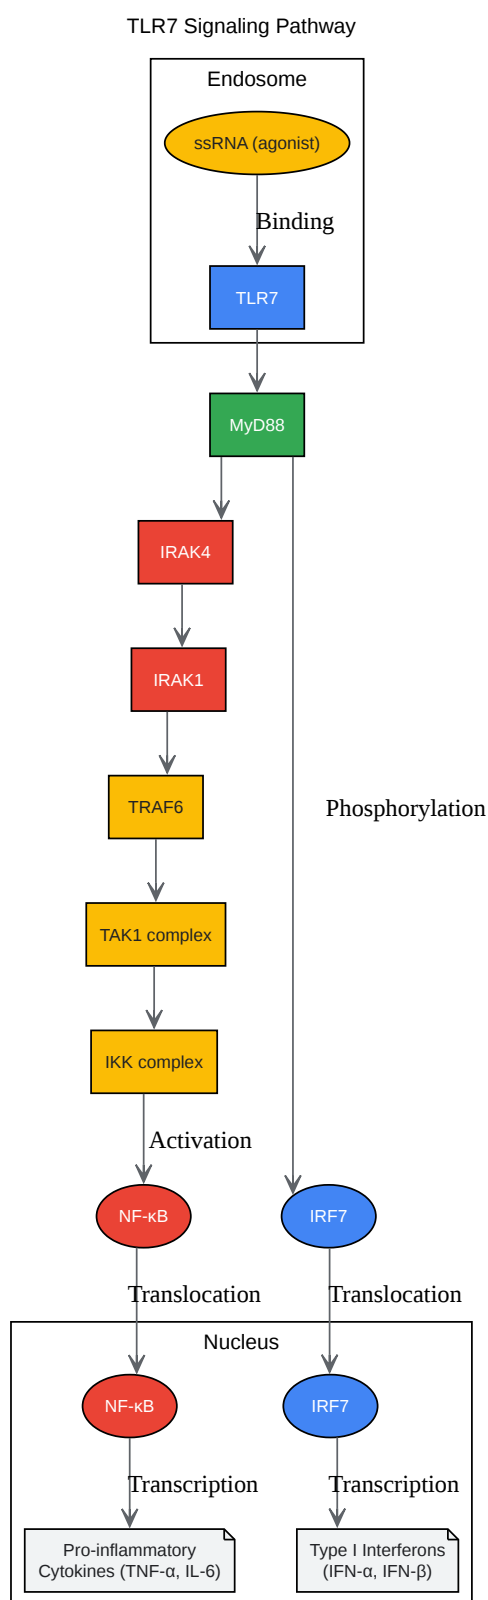 TLR7 Signaling Pathway
Endosome
ssRNA (agonist)
Binding
TLR7
MyD88
IRAK4
IRAK1
TRAF6
Phosphorylation
TAK1 complex
IKK complex
Activation
NF-κB
IRF7
Translocation
Translocation
Nucleus
NF-κB
IRF7
Transcription
Transcription
Pro-inflammatory
Cytokines (TNF-α, IL-6)
Type I Interferons
(IFN-α, IFN-β)